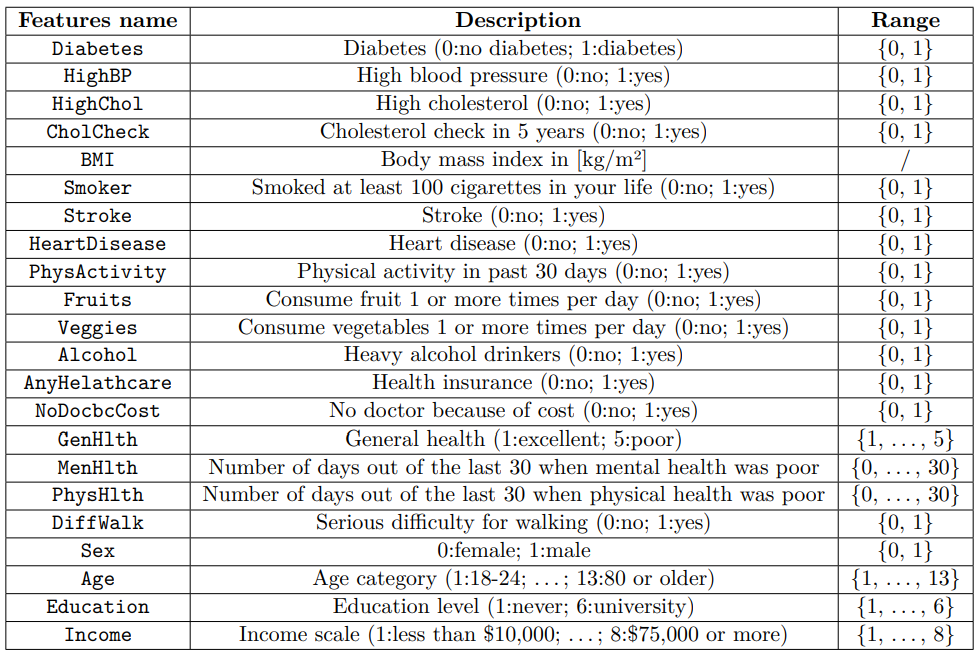 Features name Description Range
Diabetes Diabetes (0:no diabetes; 1:diabetes) {0, 1}
HighBP High blood pressure (0:no; 1:yes) {0, 1}
HighChol High cholesterol (0:no; 1:yes) {0, 1}
CholCheck Cholesterol check in 5 years (0:no; 1:yes) {0, 1}
BMI Body mass index in [kg/m²] /
Smoker Smoked at least 100 cigarettes in your life (0:no; 1:yes) {0, 1}
Stroke Stroke (0:no; 1:yes) {0, 1}
HeartDisease Heart disease (0:no; 1:yes) {0, 1}
PhysActivity Physical activity in past 30 days (0:no; 1:yes) {0, 1}
Fruits Consume fruit 1 or more times per day (0:no; 1:yes) {0, 1}
Veggies Consume vegetables 1 or more times per day (0:no; 1:yes) {0, 1}
Alcohol Heavy alcohol drinkers (0:no; 1:yes) {0, 1}
AnyHelathcare Health insurance (0:no; 1:yes) {0, 1}
NoDocbcCost No doctor because of cost (0:no; 1:yes) {0, 1}
GenHlth General health (1:excellent; 5:poor) {1, ..., 5}
MenHlth Number of days out of the last 30 when mental health was poor {0, ..., 30}
PhysHlth Number of days out of the last 30 when physical health was poor {0, ..., 30}
DiffWalk Serious difficulty for walking (0:no; 1:yes) {0, 1}
Sex 0:female; 1:male {0, 1}
Age Age category (1:18-24; ...; 13:80 or older) {1, ..., 13}
Education Education level (1:never; 6:university) {1, ..., 6}
Income Income scale (1:less than $10,000; ...; 8:$75,000 or more) {1, ..., 8}